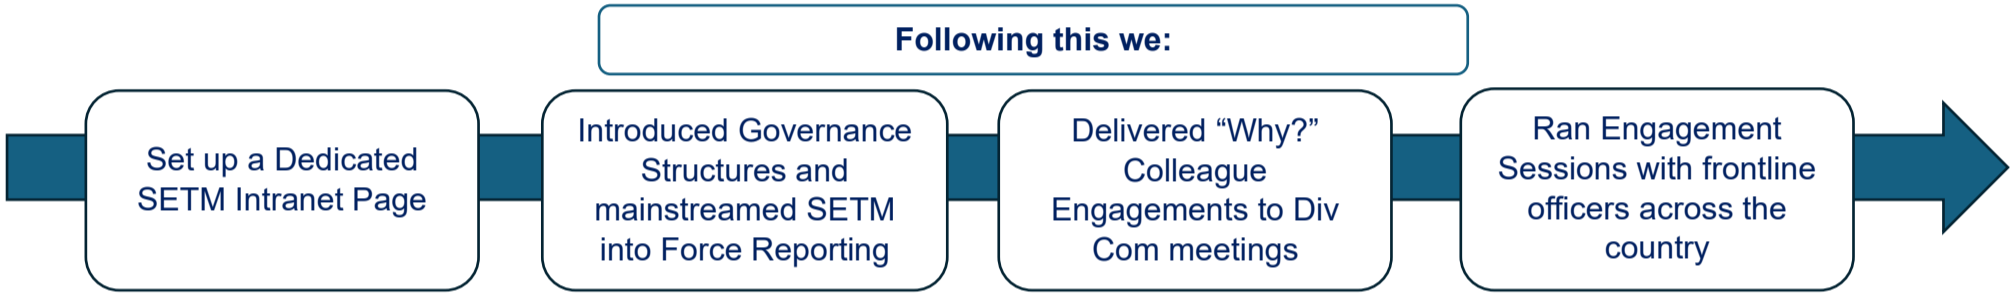 Following this we:
Set up a Dedicated
SETM Intranet Page
Introduced Governance
Structures and
mainstreamed SETM
into Force Reporting
Delivered “Why?”
Colleague
Engagements to Div
Com meetings
Ran Engagement
Sessions with frontline
officers across the
country